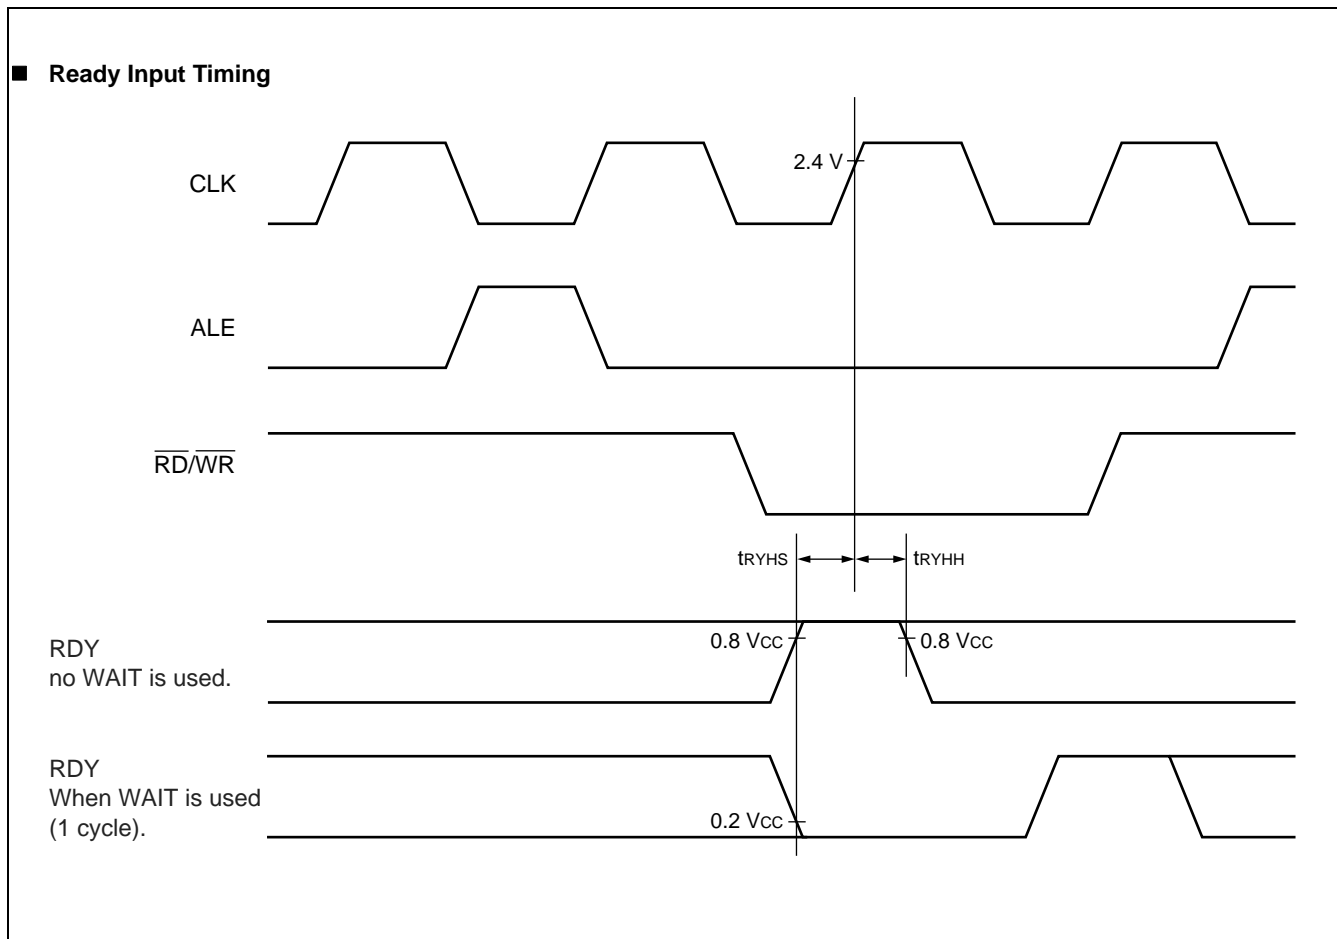 ■ Ready Input Timing
2.4 V
CLK
ALE
RD/WR
tRYHS
tRYHH
RDY
no WAIT is used.
0.8 VCC
0.8 VCC
RDY
When WAIT is used
(1 cycle).
0.2 VCC